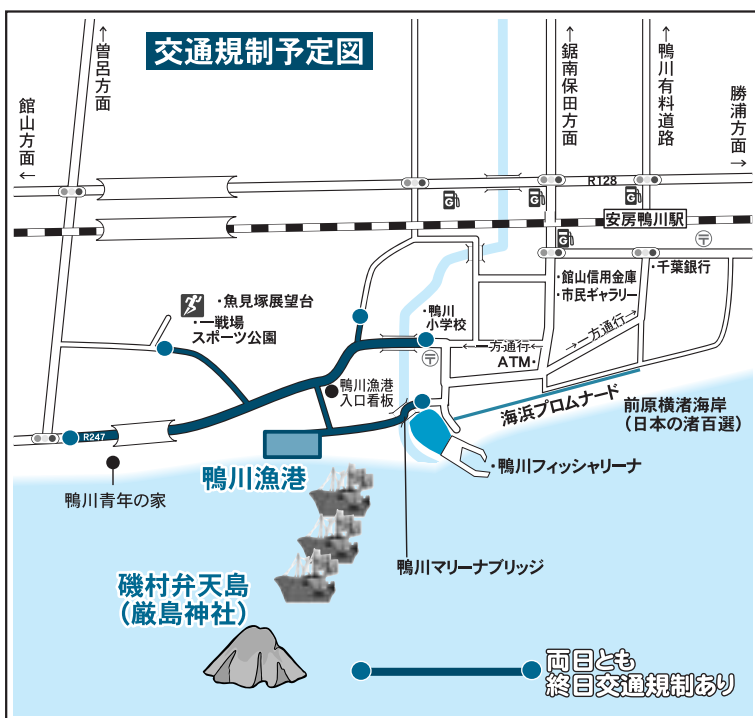 交通規制予定図
↑曽呂方面
館山方面←
↑鋸南保田方面
↑鴨川有料道路
勝浦方面→
R128
G
G
G
安房鴨川駅
G
〒
・館山信用金庫
・市民ギャラリー
・千葉銀行
・魚見塚展望台
・一戦場
スポーツ公園
・鴨川
小学校
〒
←一方通行→
ATM・
→一方通行→
鴨川漁港
入口看板
海浜プロムナード
前原横渚海岸
(日本の渚百選)
R247
鴨川漁港
・鴨川フィッシャリーナ
鴨川青年の家
鴨川マリーナブリッジ
磯村弁天島
(厳島神社)
両日とも
終日交通規制あり